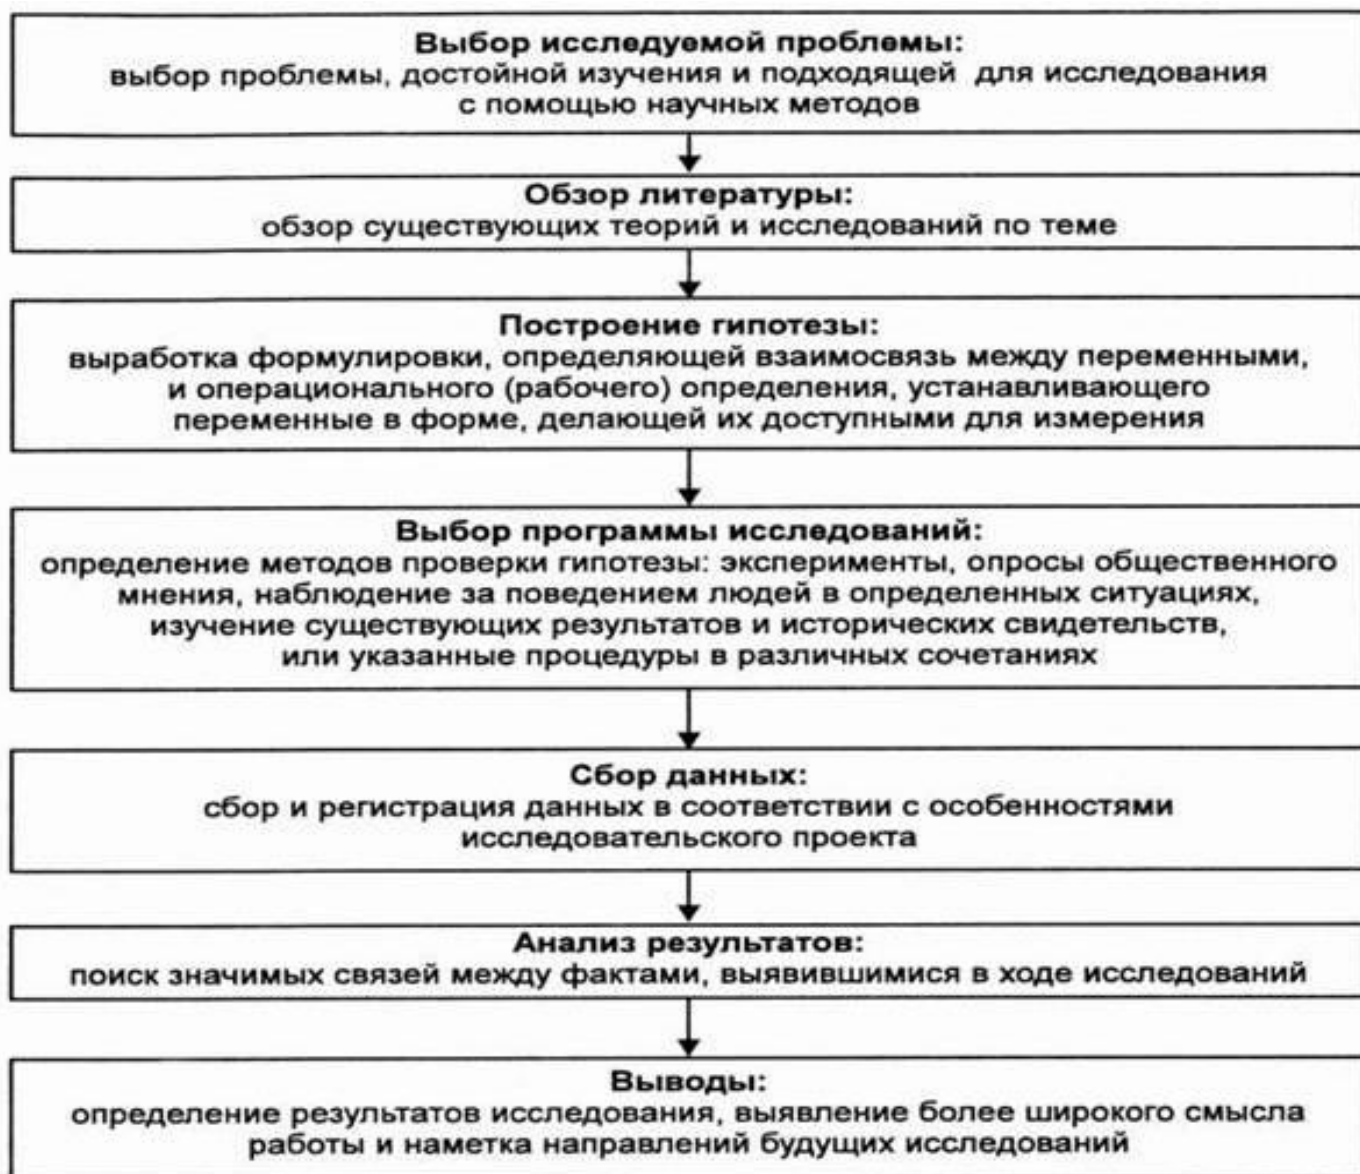 Выбор исследуемой проблемы:
выбор проблемы, достойной изучения и подходящей для исследования
с помощью научных методов
Обзор литературы:
обзор существующих теорий и исследований по теме
Построение гипотезы:
выработка формулировки, определяющей взаимосвязь между переменными,
и операционального (рабочего) определения, устанавливающего
переменные в форме, делающей их доступными для измерения
Выбор программы исследований:
определение методов проверки гипотезы: эксперименты, опросы общественного
мнения, наблюдение за поведением людей в определенных ситуациях,
изучение существующих результатов и исторических свидетельств,
или указанные процедуры в различных сочетаниях
Сбор данных:
сбор и регистрация данных в соответствии с особенностями
исследовательского проекта
Анализ результатов:
поиск значимых связей между фактами, выявившимися в ходе исследований
Выводы:
определение результатов исследования, выявление более широкого смысла
работы и наметка направлений будущих исследований